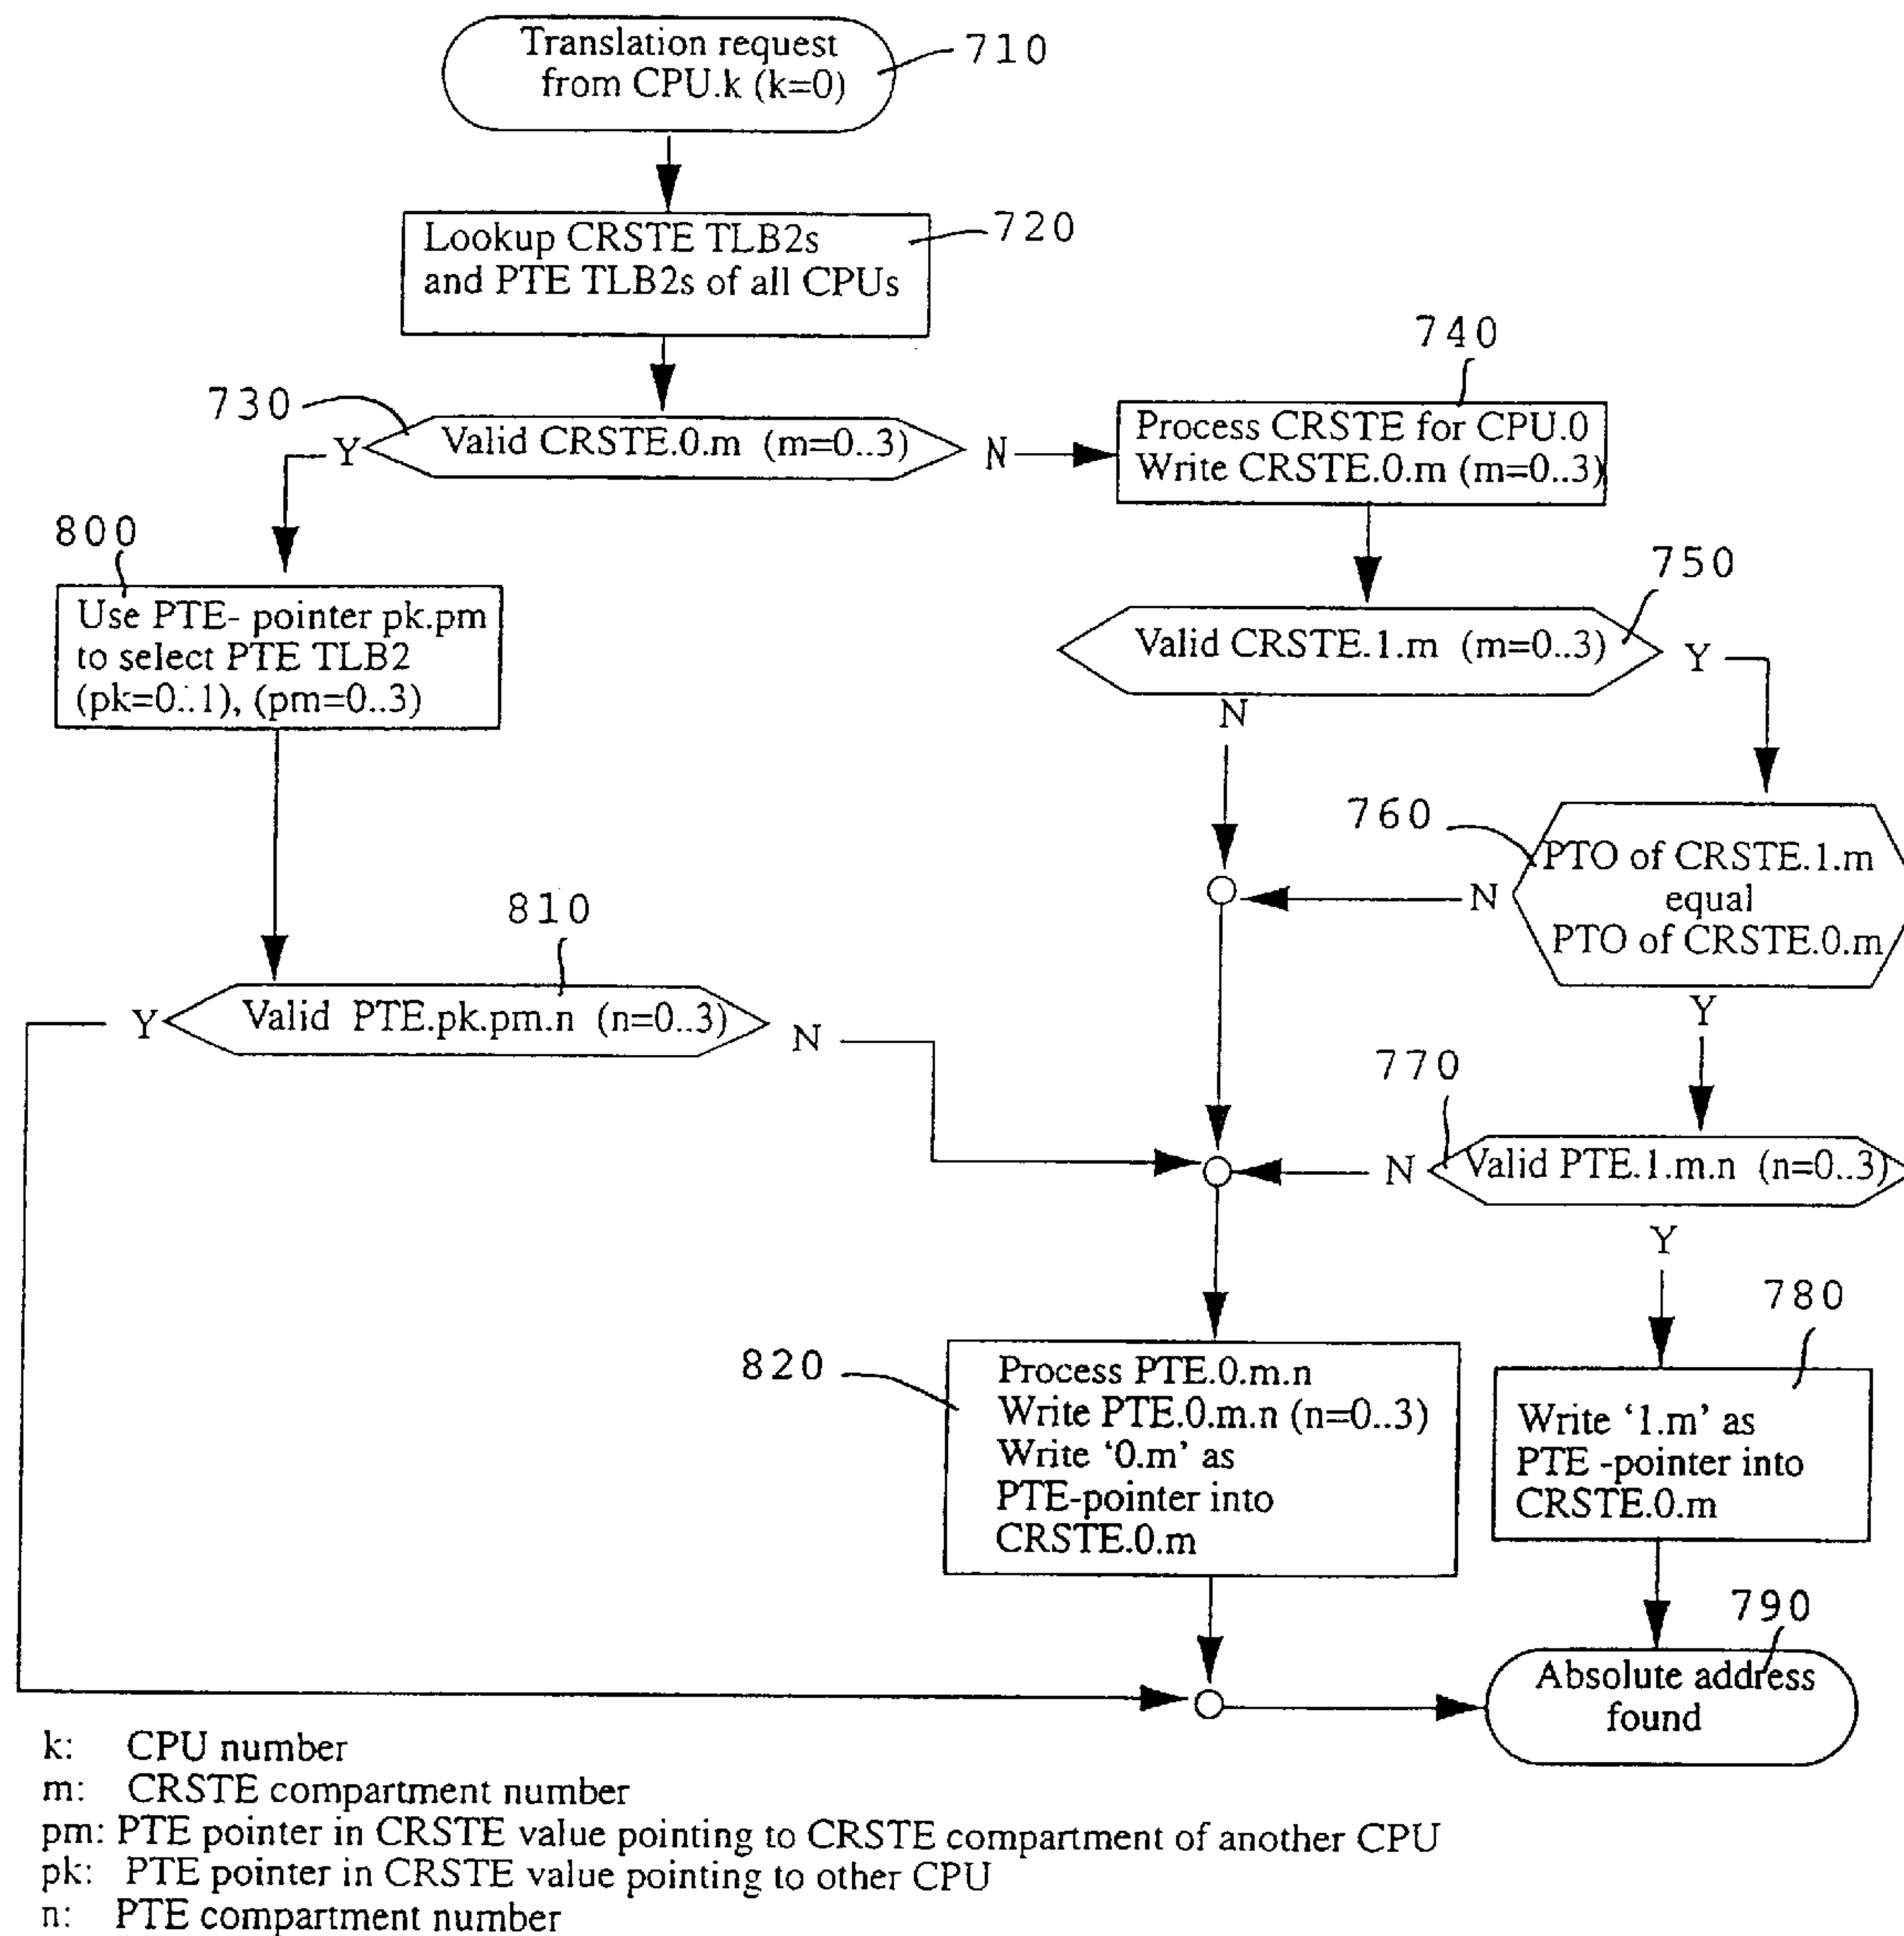 Translation request
from CPU.k (k=0)
710
Lookup CRSTE TLB2s
and PTE TLB2s of all CPUs
720
730
Y
Valid CRSTE.0.m (m=0..3)
N
740
Process CRSTE for CPU.0
Write CRSTE.0.m (m=0..3)
800
Use PTE- pointer pk.pm
to select PTE TLB2
(pk=0..1), (pm=0..3)
750
Valid CRSTE.1.m (m=0..3)
Y
N
760
PTO of CRSTE.1.m
equal
PTO of CRSTE.0.m
N
Y
810
Y
Valid PTE.pk.pm.n (n=0..3)
N
770
N
Valid PTE.1.m.n (n=0..3)
Y
820
Process PTE.0.m.n
Write PTE.0.m.n (n=0..3)
Write ‘0.m’ as
PTE-pointer into
CRSTE.0.m
780
Write ‘1.m’ as
PTE -pointer into
CRSTE.0.m
790
Absolute address
found
k: CPU number
m: CRSTE compartment number
pm: PTE pointer in CRSTE value pointing to CRSTE compartment of another CPU
pk: PTE pointer in CRSTE value pointing to other CPU
n: PTE compartment number